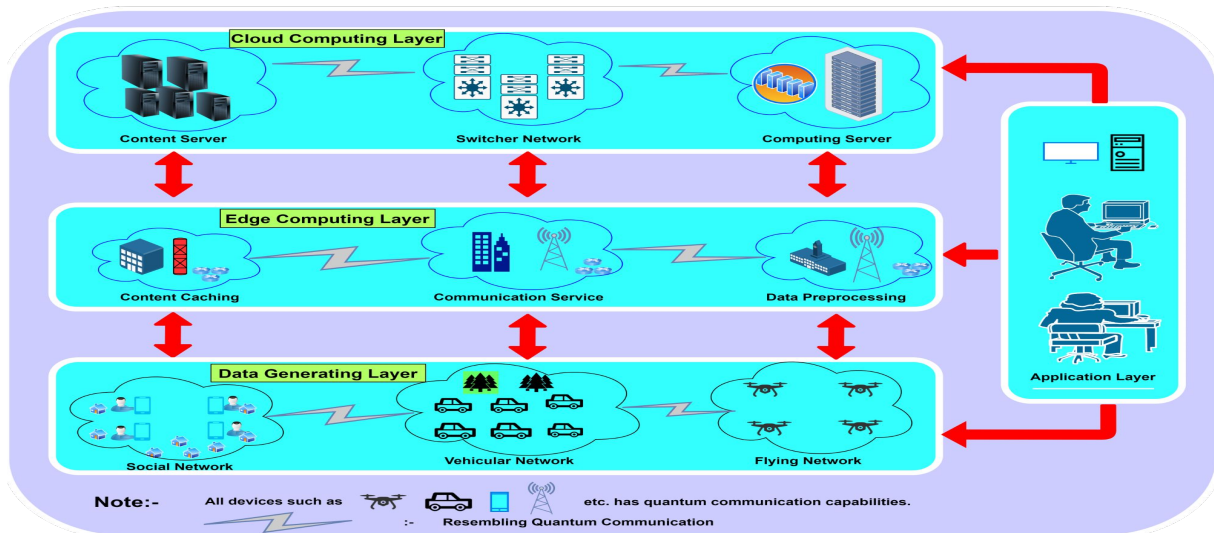 Cloud Computing Layer
Content Server
Switcher Network
Computing Server
Edge Computing Layer
Content Caching
Communication Service
Data Preprocessing
Data Generating Layer
Social Network
Vehicular Network
Flying Network
Application Layer
Note:- All devices such as etc. has quantum communication capabilities.
:- Resembling Quantum Communication